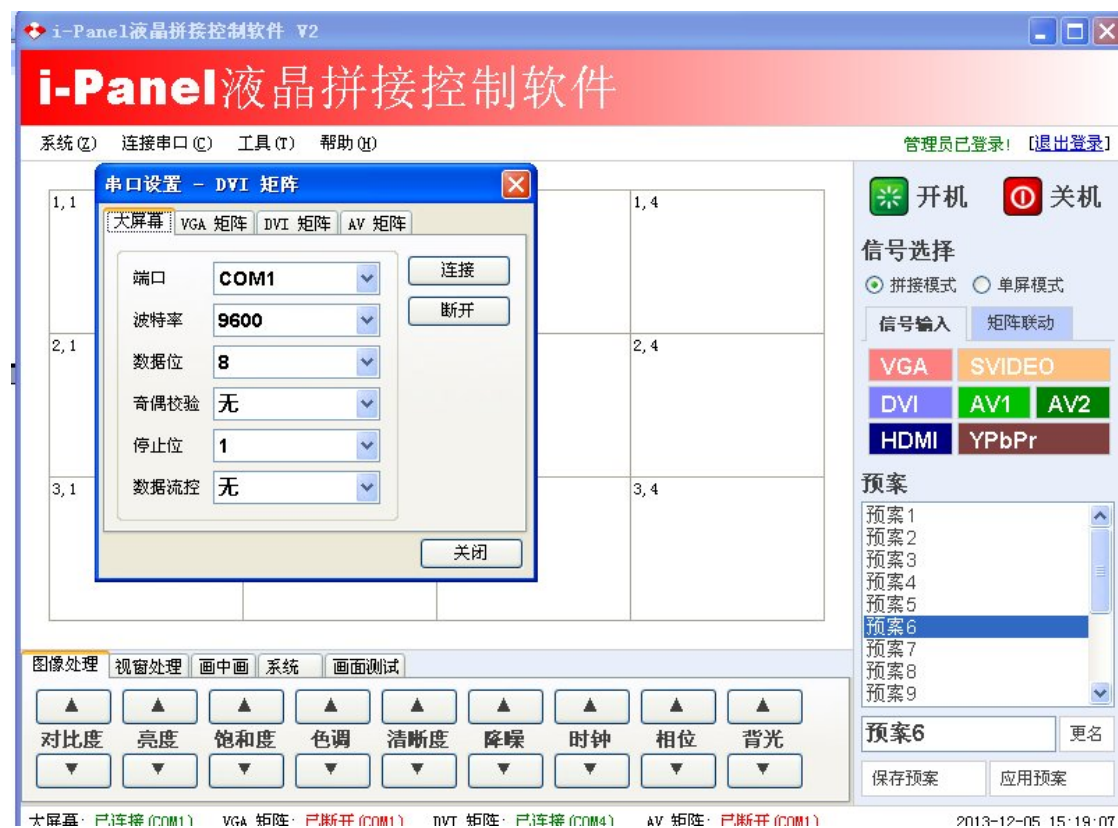 i-Panel液晶拼接控制软件 V2
i-Panel液晶拼接控制软件
系统(Z) 连接串口(C) 工具(T) 帮助(H) 管理员已登录! [退出登录]
串口设置 - DVI 矩阵
大屏幕 VGA 矩阵 DVI 矩阵 AV 矩阵
端口 COM1 连接
波特率 9600 断开
数据位 8
奇偶校验 无
停止位 1
数据流控 无
关闭
1,1 1,4
2,1 2,4
3,1 3,4
开机 关机
信号选择
拼接模式 单屏模式
信号输入 矩阵联动
VGA SVIDEO
DVI AV1 AV2
HDMI YPbPr
预案
预案1
预案2
预案3
预案4
预案5
预案6
预案7
预案8
预案9
预案6 更名
保存预案 应用预案
图像处理 视窗处理 画中画 系统 画面测试
对比度 亮度 饱和度 色调 清晰度 降噪 时钟 相位 背光
大屏幕: 已连接(COM1) VGA 矩阵: 已断开(COM1) DVI 矩阵: 已连接(COM4) AV 矩阵: 已断开(COM1) 2013-12-05 15:19:07